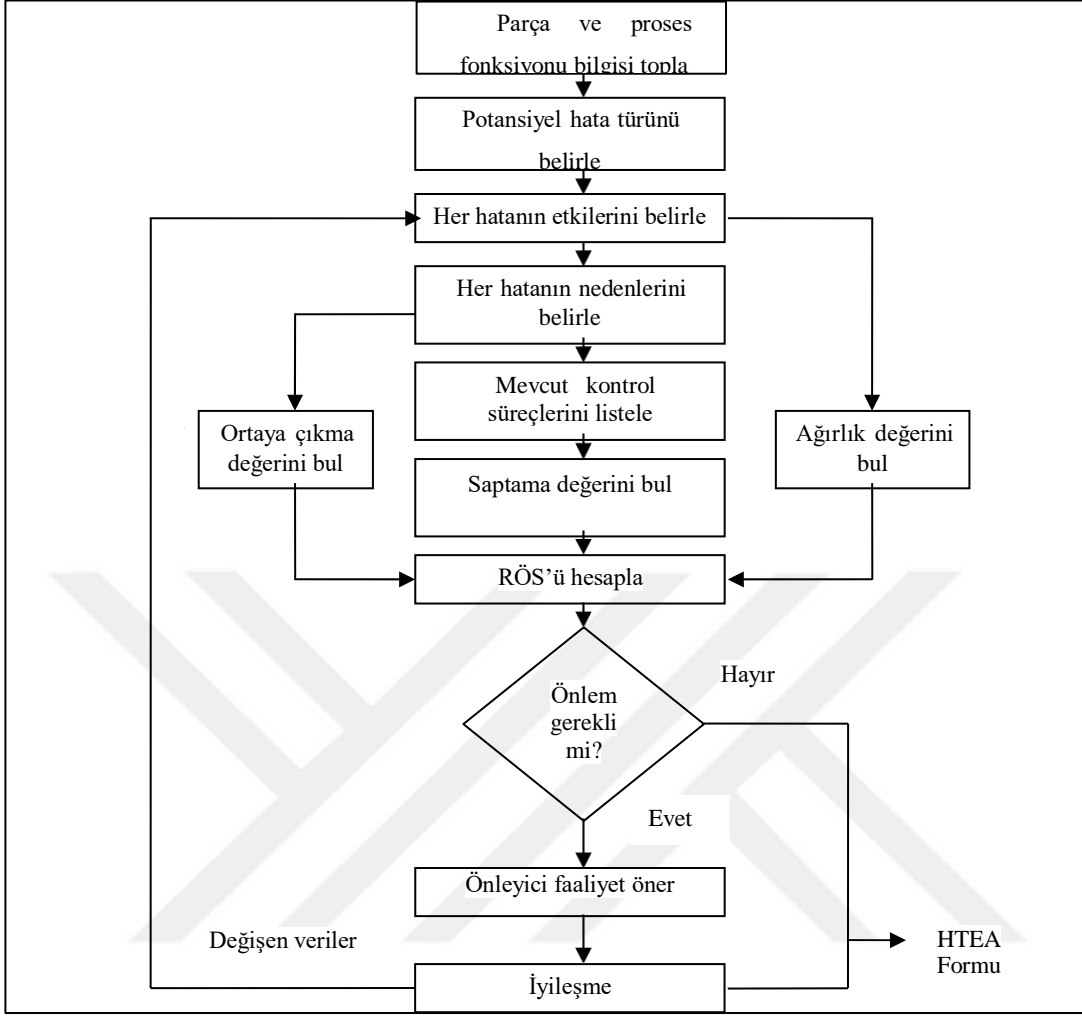 Parça ve proses
fonksiyonu bilgisi topla
Potansiyel hata türünü
belirle
Her hatanın etkilerini belirle
Her hatanın nedenlerini
belirle
Mevcut kontrol
süreçlerini listele
Ortaya çıkma
değerini bul
Ağırlık değerini
bul
Saptama değerini bul
RÖS’ü hesapla
Hayır
Önlem
gerekli
mi?
Evet
Önleyici faaliyet öner
Değişen veriler
HTEA
Formu
İyileşme